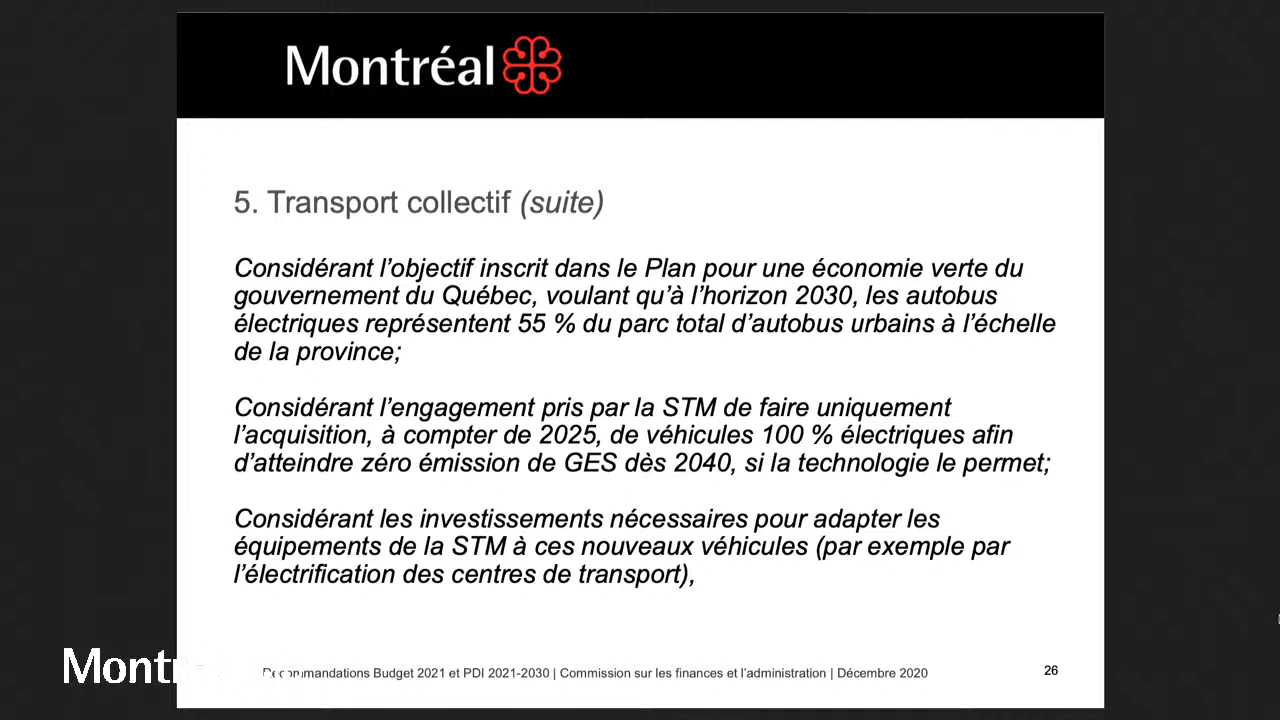 Montréal
5. Transport collectif (suite)
Considérant l’objectif inscrit dans le Plan pour une économie verte du
gouvernement du Québec, voulant qu’à l’horizon 2030, les autobus
électriques représentent 55 % du parc total d’autobus urbains à l’échelle
de la province;
Considérant l’engagement pris par la STM de faire uniquement
l’acquisition, à compter de 2025, de véhicules 100 % électriques afin
d’atteindre zéro émission de GES dès 2040, si la technologie le permet;
Considérant les investissements nécessaires pour adapter les
équipements de la STM à ces nouveaux véhicules (par exemple par
l’électrification des centres de transport),
Recommandations Budget 2021 et PDI 2021-2030 | Commission sur les finances et l’administration | Décembre 2020
26
Montr